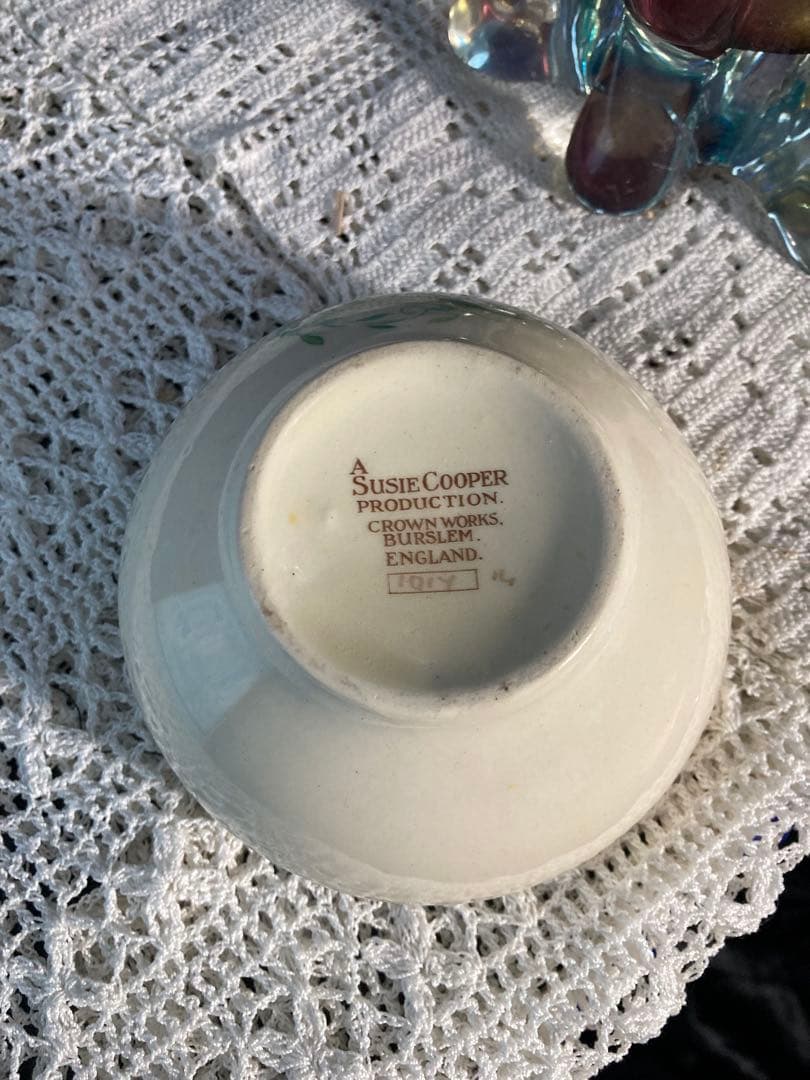 A
SUSIE COOPER
PRODUCTION.
CROWN WORKS.
BURSLEM.
ENGLAND.